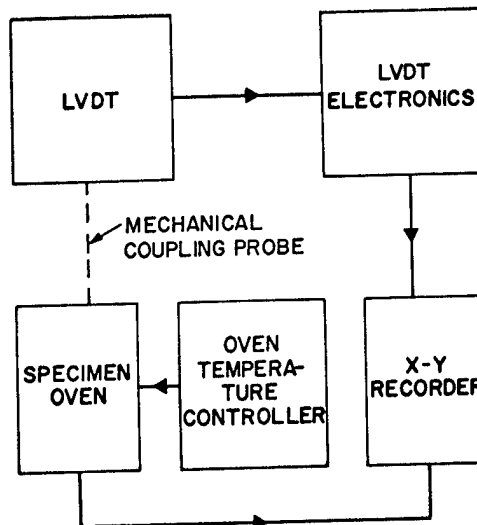 LVDT
LVDT
ELECTRONICS
MECHANICAL
COUPLING PROBE
SPECIMEN
OVEN
OVEN
TEMPERA-
TURE
CONTROLLER
X-Y
RECORDER